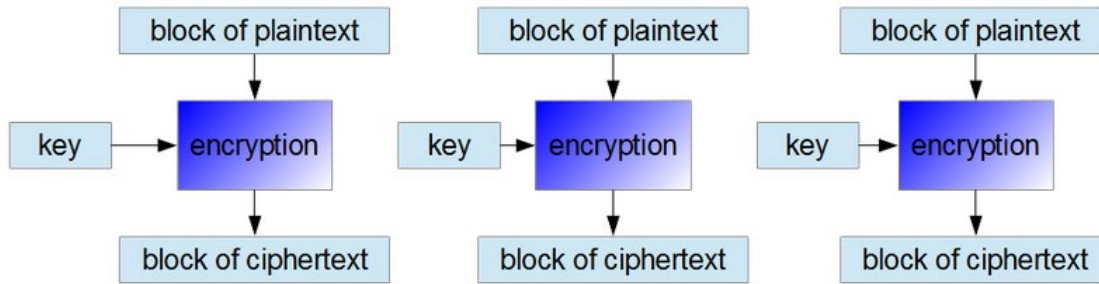 block of plaintext
block of plaintext
block of plaintext
key
encryption
key
encryption
key
encryption
block of ciphertext
block of ciphertext
block of ciphertext